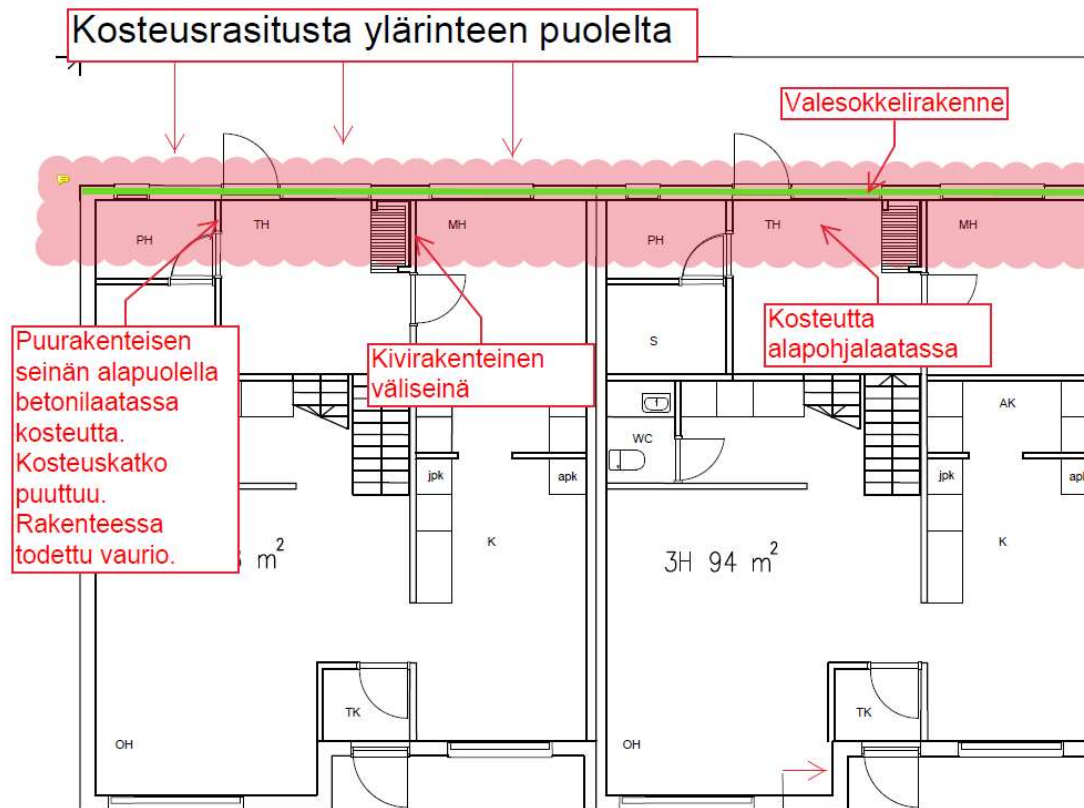 Kosteusrasitusta ylärinteen puolelta
Valesokkelirakenne
PH
TH
MH
PH
TH
MH
Puurakenteisen
seinän alapuolella
betonilaatassa
kosteutta.
Kosteuskatko
puuttuu.
Rakenteessa
todettu vaurio.
Kivirakenteinen
väliseinä
Kosteutta
alapohjalaatassa
S
AK
1
WC
jpk
apk
jpk
K
K
m²
3H 94 m²
TK
TK
OH
OH